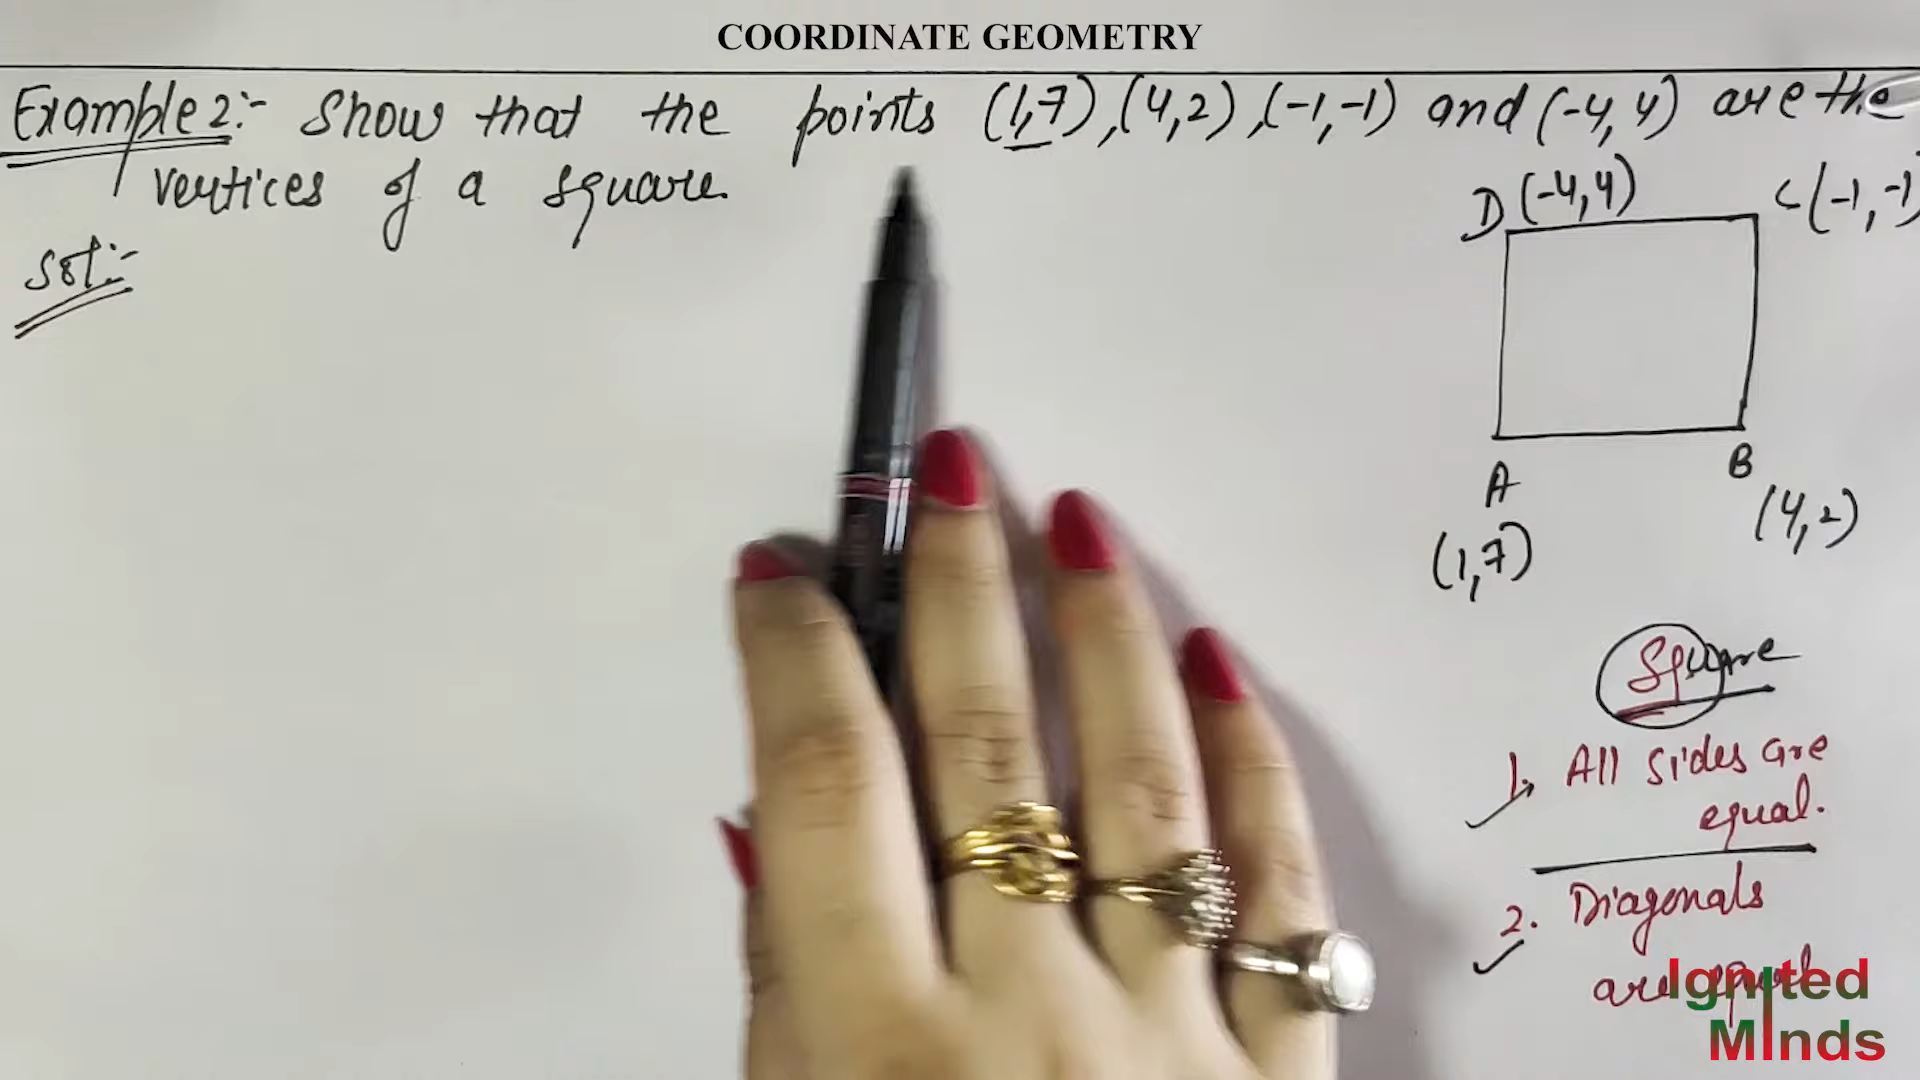 COORDINATE GEOMETRY
Example 2:- Show that the points (1,7), (4,2), (-1,-1) and (-4,4) are the
vertices of a square.
Sol:-
D (-4,4)
C (-1,-1
A
B
(1,7)
(4,2)
Square
1. All sides are
equal.
2. Diagonals
are equal
Ignited
Minds